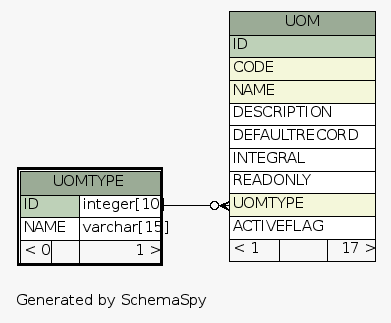 UOM
ID
CODE
NAME
DESCRIPTION
DEFAULTRECORD
INTEGRAL
READONLY
UOMTYPE
ACTIVEFLAG
< 1 17 >
UOMTYPE
ID integer[10]
NAME varchar[15]
< 0 1 >
Generated by SchemaSpy